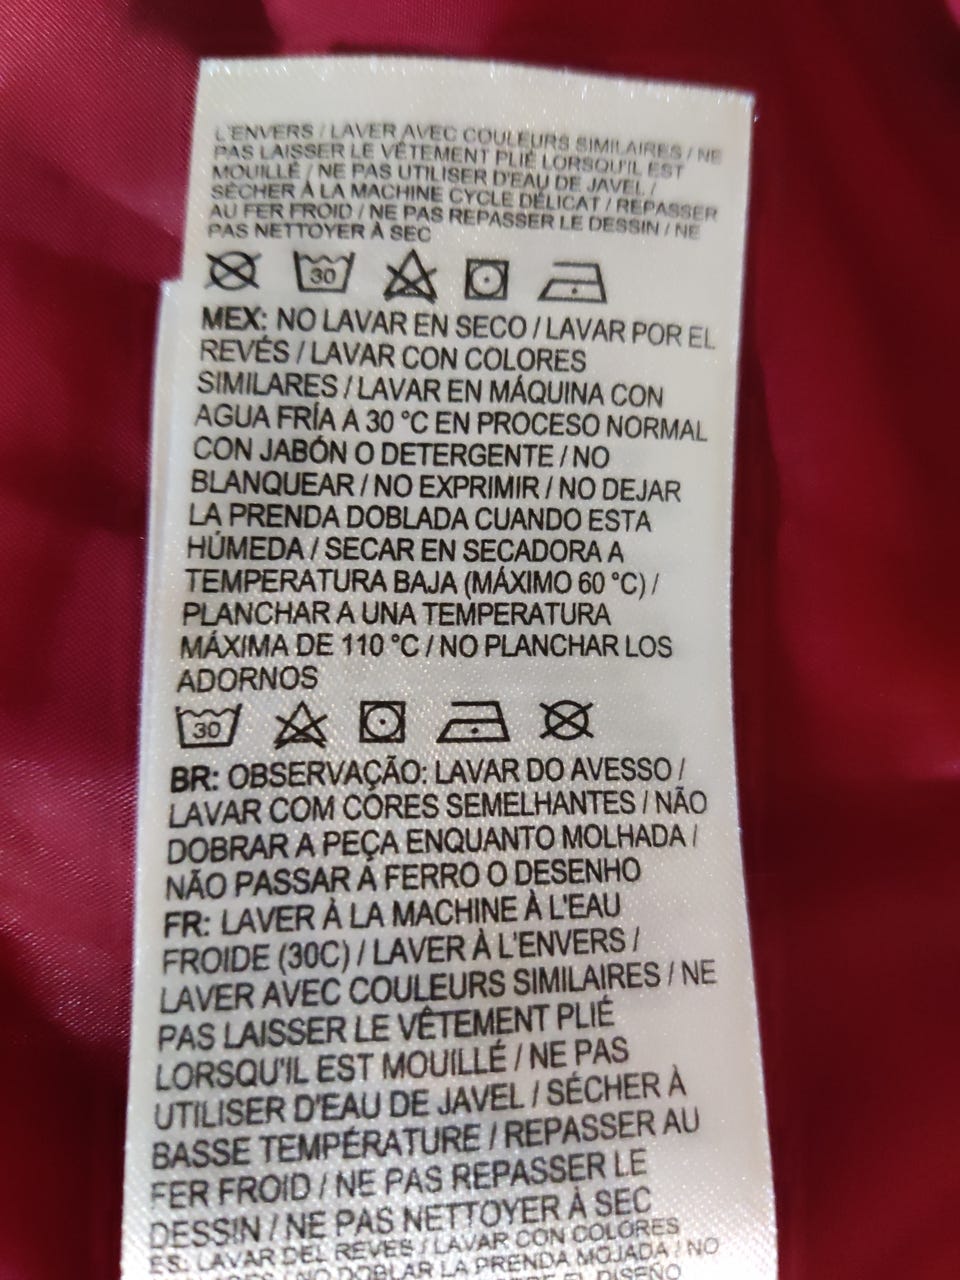 L'ENVERS / LAVER AVEC COULEURS SIMILAIRES / NE
PAS LAISSER LE VÊTEMENT PLIÉ LORSQU'IL EST
MOUILLÉ / NE PAS UTILISER D'EAU DE JAVEL /
SÉCHER À LA MACHINE CYCLE DÉLICAT / REPASSER
AU FER FROID / NE PAS REPASSER LE DESSIN / NE
PAS NETTOYER À SEC
30
MEX: NO LAVAR EN SECO / LAVAR POR EL
REVÉS / LAVAR CON COLORES
SIMILARES / LAVAR EN MÁQUINA CON
AGUA FRÍA A 30 °C EN PROCESO NORMAL
CON JABÓN O DETERGENTE / NO
BLANQUEAR / NO EXPRIMIR / NO DEJAR
LA PRENDA DOBLADA CUANDO ESTA
HÚMEDA / SECAR EN SECADORA A
TEMPERATURA BAJA (MÁXIMO 60 °C) /
PLANCHAR A UNA TEMPERATURA
MÁXIMA DE 110 °C / NO PLANCHAR LOS
ADORNOS
30
BR: OBSERVAÇÃO: LAVAR DO AVESSO /
LAVAR COM CORES SEMELHANTES / NÃO
DOBRAR A PEÇA ENQUANTO MOLHADA /
NÃO PASSAR A FERRO O DESENHO
FR: LAVER À LA MACHINE À L'EAU
FROIDE (30C) / LAVER À L'ENVERS /
LAVER AVEC COULEURS SIMILAIRES / NE
PAS LAISSER LE VÊTEMENT PLIÉ
LORSQU'IL EST MOUILLÉ / NE PAS
UTILISER D'EAU DE JAVEL / SÉCHER À
BASSE TEMPÉRATURE / REPASSER AU
FER FROID / NE PAS REPASSER LE
DESSIN / NE PAS NETTOYER À SEC
ES: LAVAR DEL REVÉS / LAVAR CON COLORES
/ NO DOBLAR LA PRENDA MOJADA / NO
EL DISEÑO